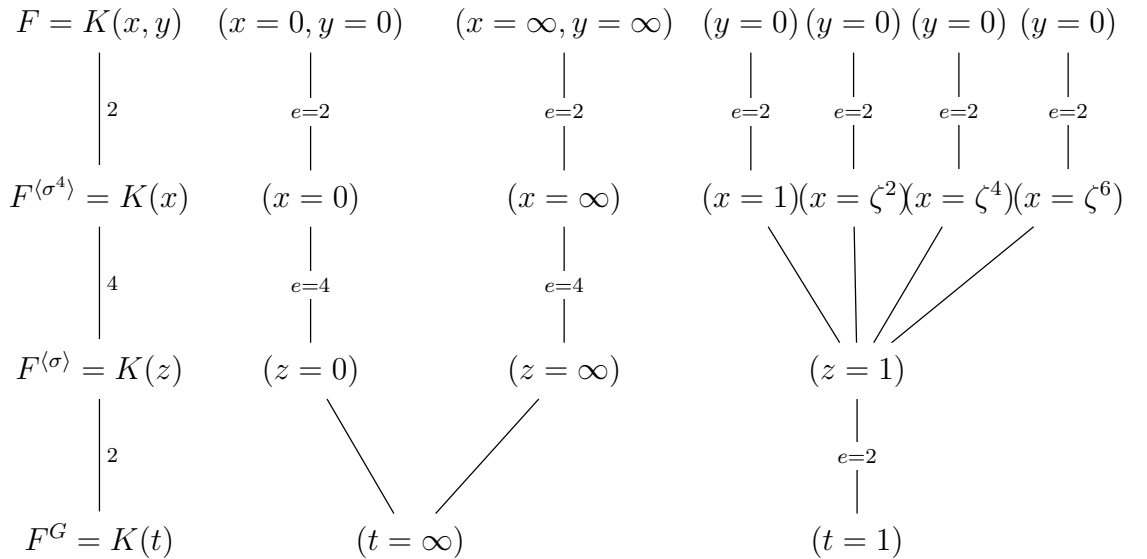 F = K(x, y) (x = 0, y = 0) (x = ∞, y = ∞) (y = 0) (y = 0) (y = 0) (y = 0)
2 e=2 e=2 e=2 e=2 e=2 e=2
F^{⟨σ^4⟩} = K(x) (x = 0) (x = ∞) (x = 1) (x = ζ^2) (x = ζ^4) (x = ζ^6)
4 e=4 e=4
F^{⟨σ⟩} = K(z) (z = 0) (z = ∞) (z = 1)
2 e=2
F^G = K(t) (t = ∞) (t = 1)